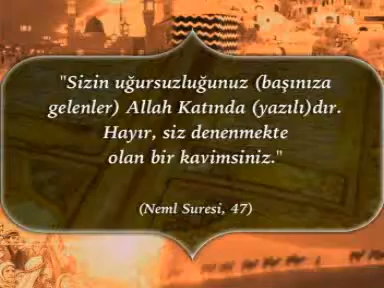 "Sizin uğursuzluğunuz (başınıza
gelenler) Allah Katında (yazılı)dır.
Hayır, siz denenmekte
olan bir kavimsiniz."
(Neml Suresi, 47)